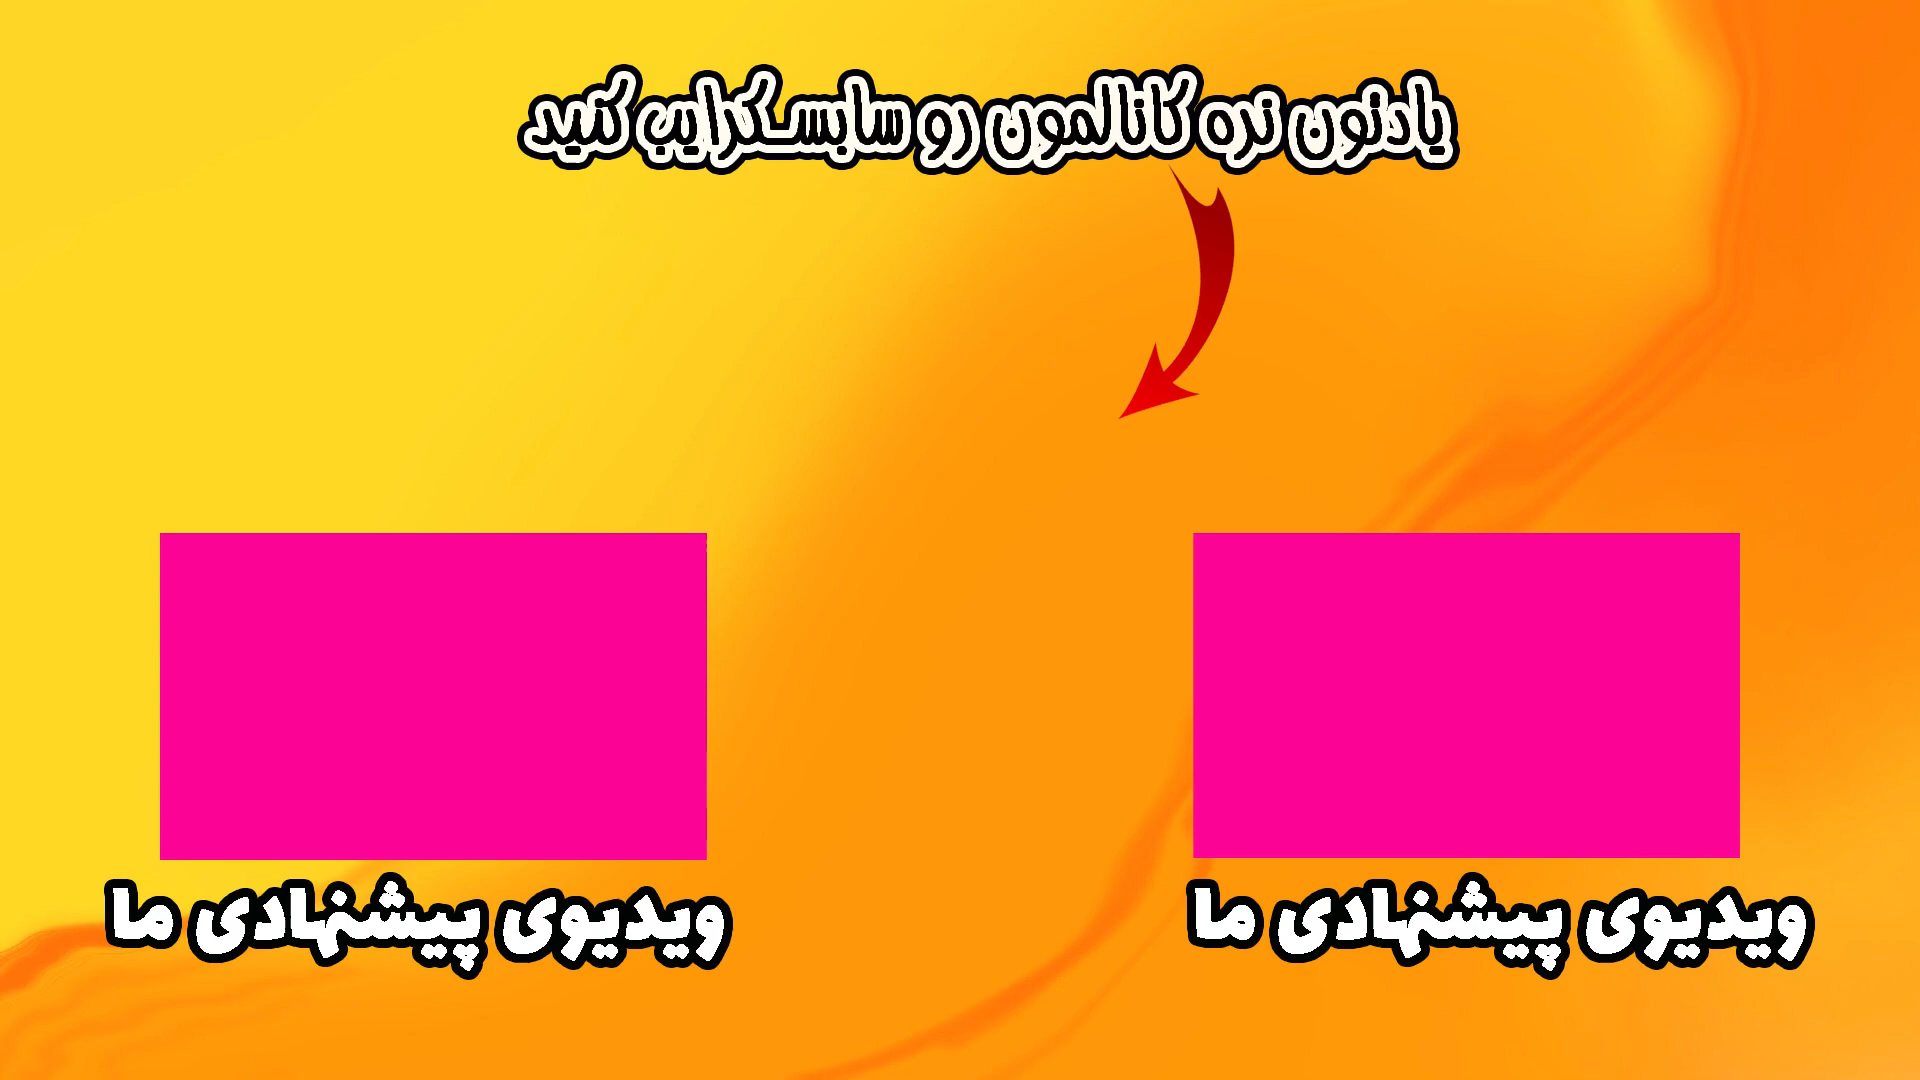 یادتون نره کانالمون رو سابسکرایب کنید
ویدیوی پیشنهادی ما
ویدیوی پیشنهادی ما